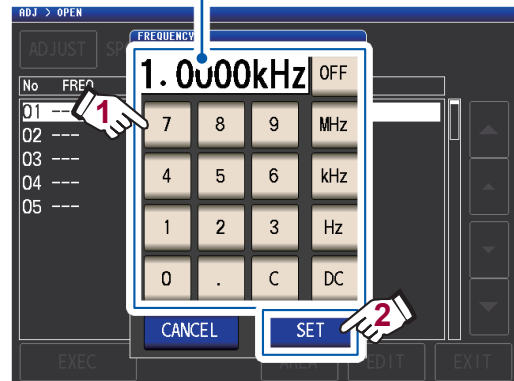 ADJ > OPEN
ADJUST SP
FREQUENCY
1.0000kHz OFF
No FREQ
01 ---
02 ---
03 ---
04 ---
05 ---
1
7 8 9 MHz
4 5 6 kHz
1 2 3 Hz
0 . C DC
CANCEL SET
2
EXEC EDIT EXIT